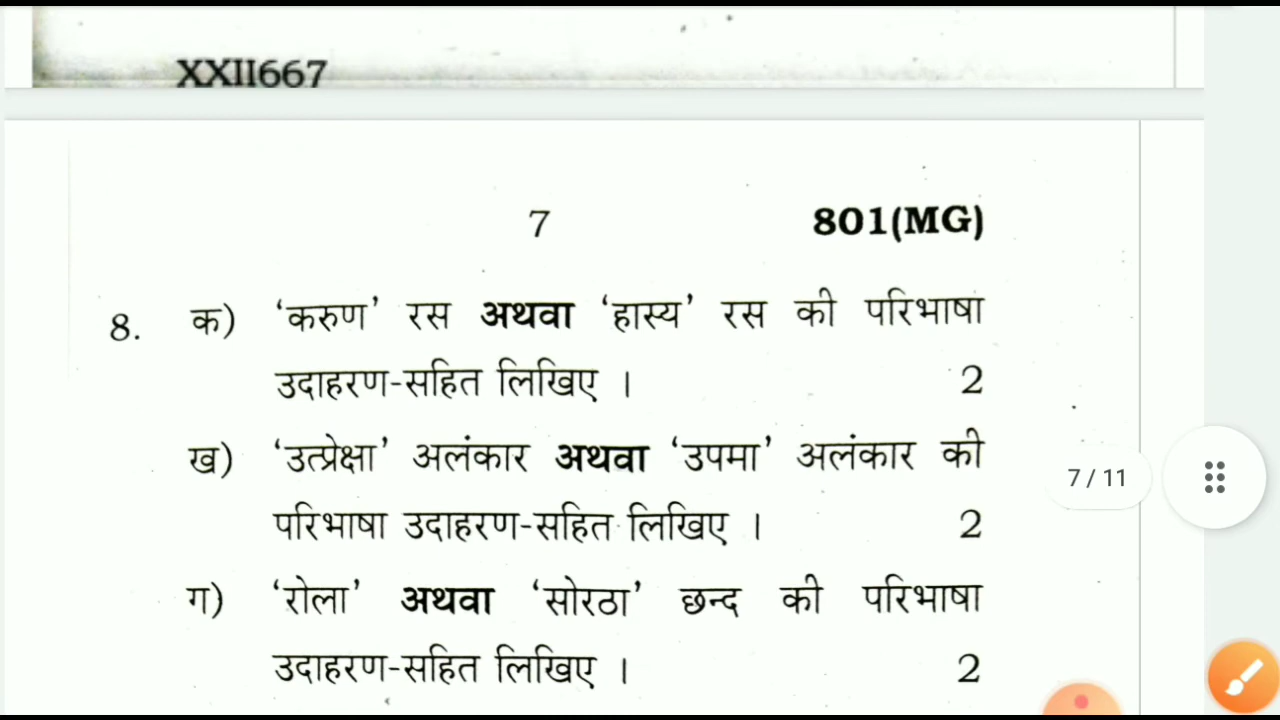 XXII667
7 801(MG)
8. क) 'करुण' रस अथवा 'हास्य' रस की परिभाषा
उदाहरण-सहित लिखिए । 2
ख) 'उत्प्रेक्षा' अलंकार अथवा 'उपमा' अलंकार की
परिभाषा उदाहरण-सहित लिखिए । 2
7 / 11
ग) 'रोला' अथवा 'सोरठा' छन्द की परिभाषा
उदाहरण-सहित लिखिए । 2